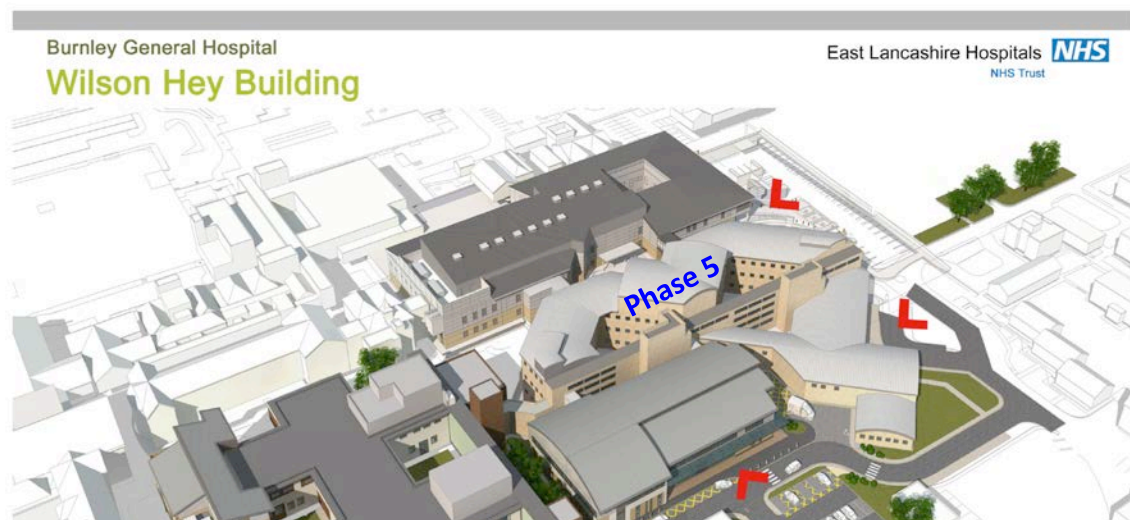 Burnley General Hospital
Wilson Hey Building
East Lancashire Hospitals NHS
NHS Trust
Phase 5